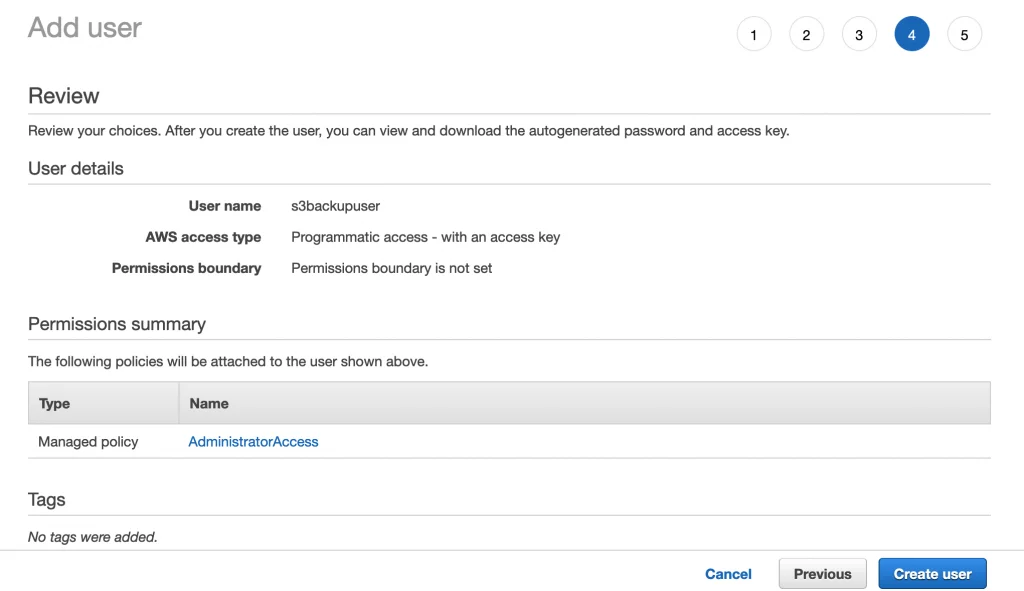 Add user
1 2 3 4 5
Review
Review your choices. After you create the user, you can view and download the autogenerated password and access key.
User details
User name s3backupuser
AWS access type Programmatic access - with an access key
Permissions boundary Permissions boundary is not set
Permissions summary
The following policies will be attached to the user shown above.
Type Name
Managed policy AdministratorAccess
Tags
No tags were added.
Cancel Previous Create user